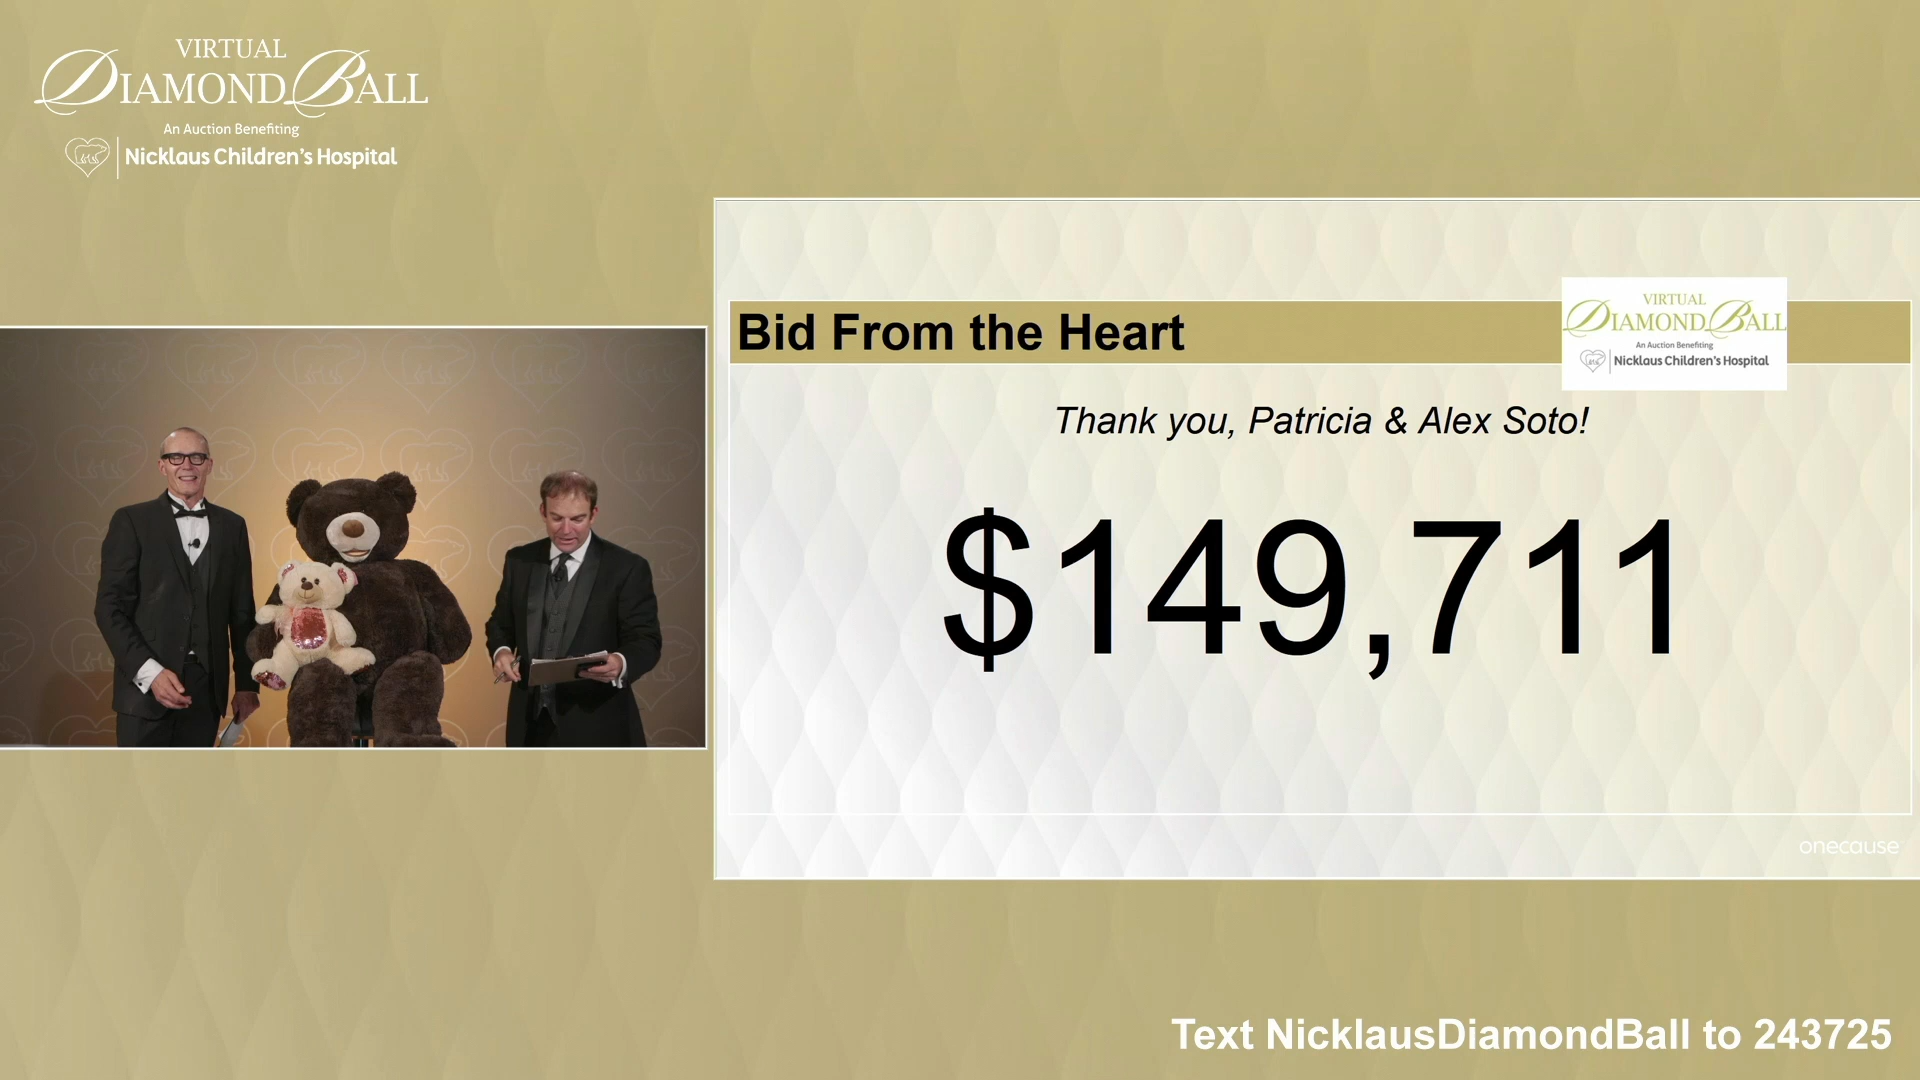 VIRTUAL
DIAMOND BALL
An Auction Benefiting
Nicklaus Children's Hospital
Bid From the Heart
VIRTUAL
DIAMOND BALL
An Auction Benefiting
Nicklaus Children's Hospital
Thank you, Patricia & Alex Soto!
$149,711
onecause
Text NicklausDiamondBall to 243725